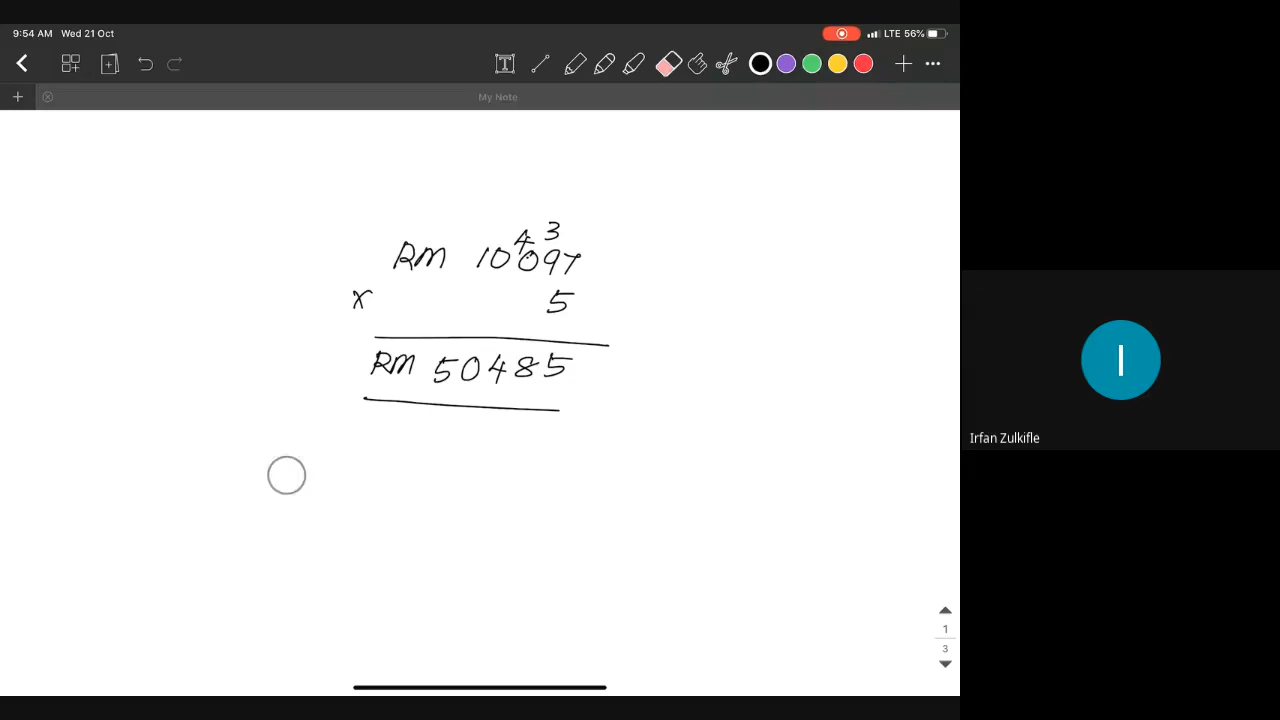 9:54 AM Wed 21 Oct
LTE 56%
My Note
4 3
RM 10097
x 5
RM 50485
1
3
I
Irfan Zulkifle